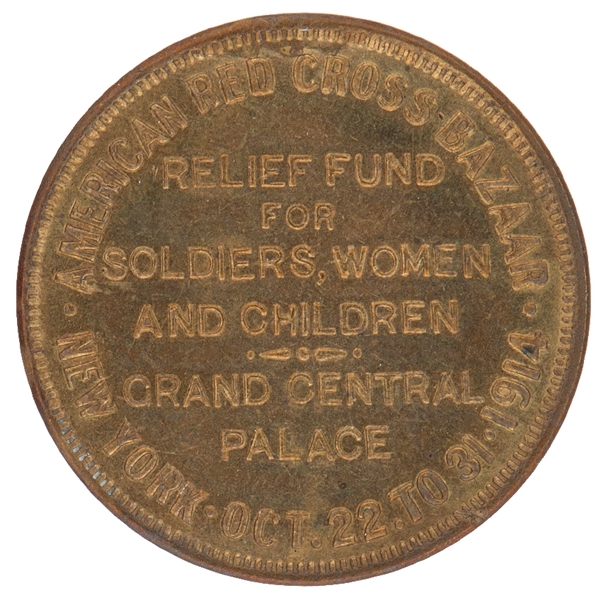 · AMERICAN RED CROSS BAZAAR ·
RELIEF FUND
FOR
SOLDIERS, WOMEN
AND CHILDREN
GRAND CENTRAL
PALACE
NEW YORK · OCT. 22. TO 31. 1914